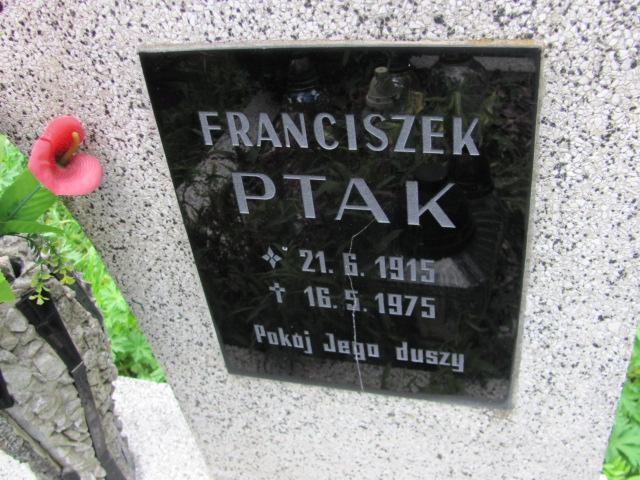 FRANCISZEK
PTAK
21. 6. 1915
† 16. 5. 1975
Pokój Jego duszy